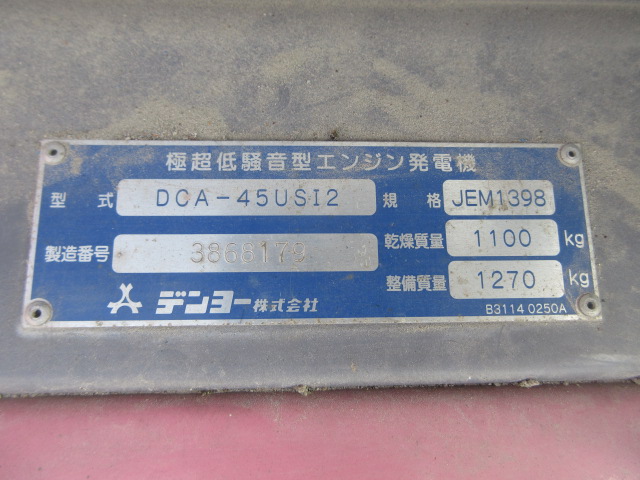 極超低騒音型エンジン発電機
型式 DCA-45USI2 規格 JEM1398
製造番号 3868179 乾燥質量 1100 kg
整備質量 1270 kg
デンヨー株式会社 B3114 0250A